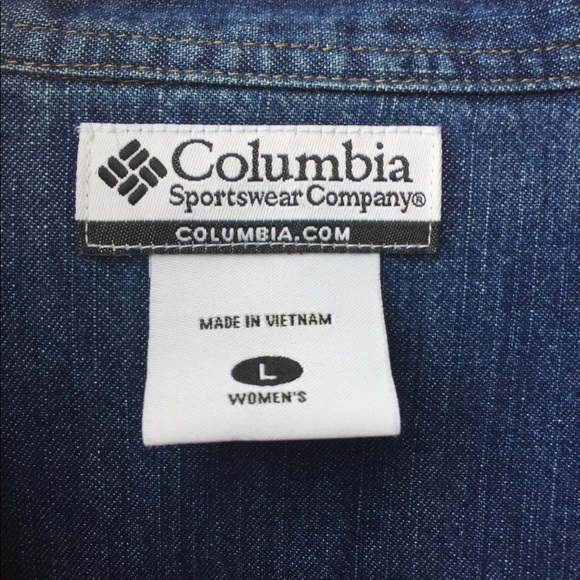 Columbia
Sportswear Company®
COLUMBIA.COM
MADE IN VIETNAM
L
WOMEN'S